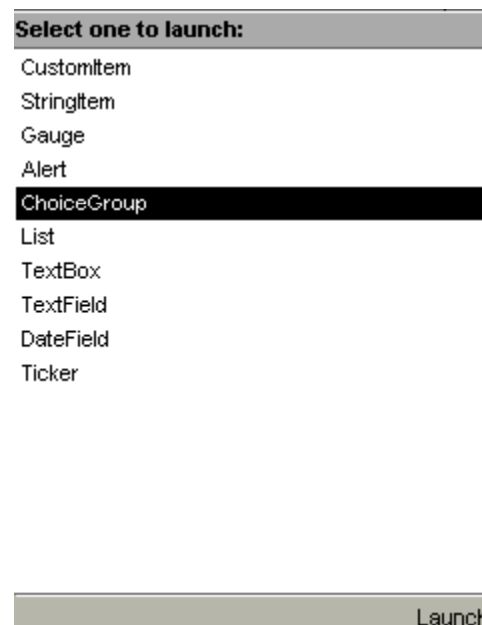 Select one to launch:
CustomItem
StringItem
Gauge
Alert
ChoiceGroup
List
TextBox
TextField
DateField
Ticker
Launch